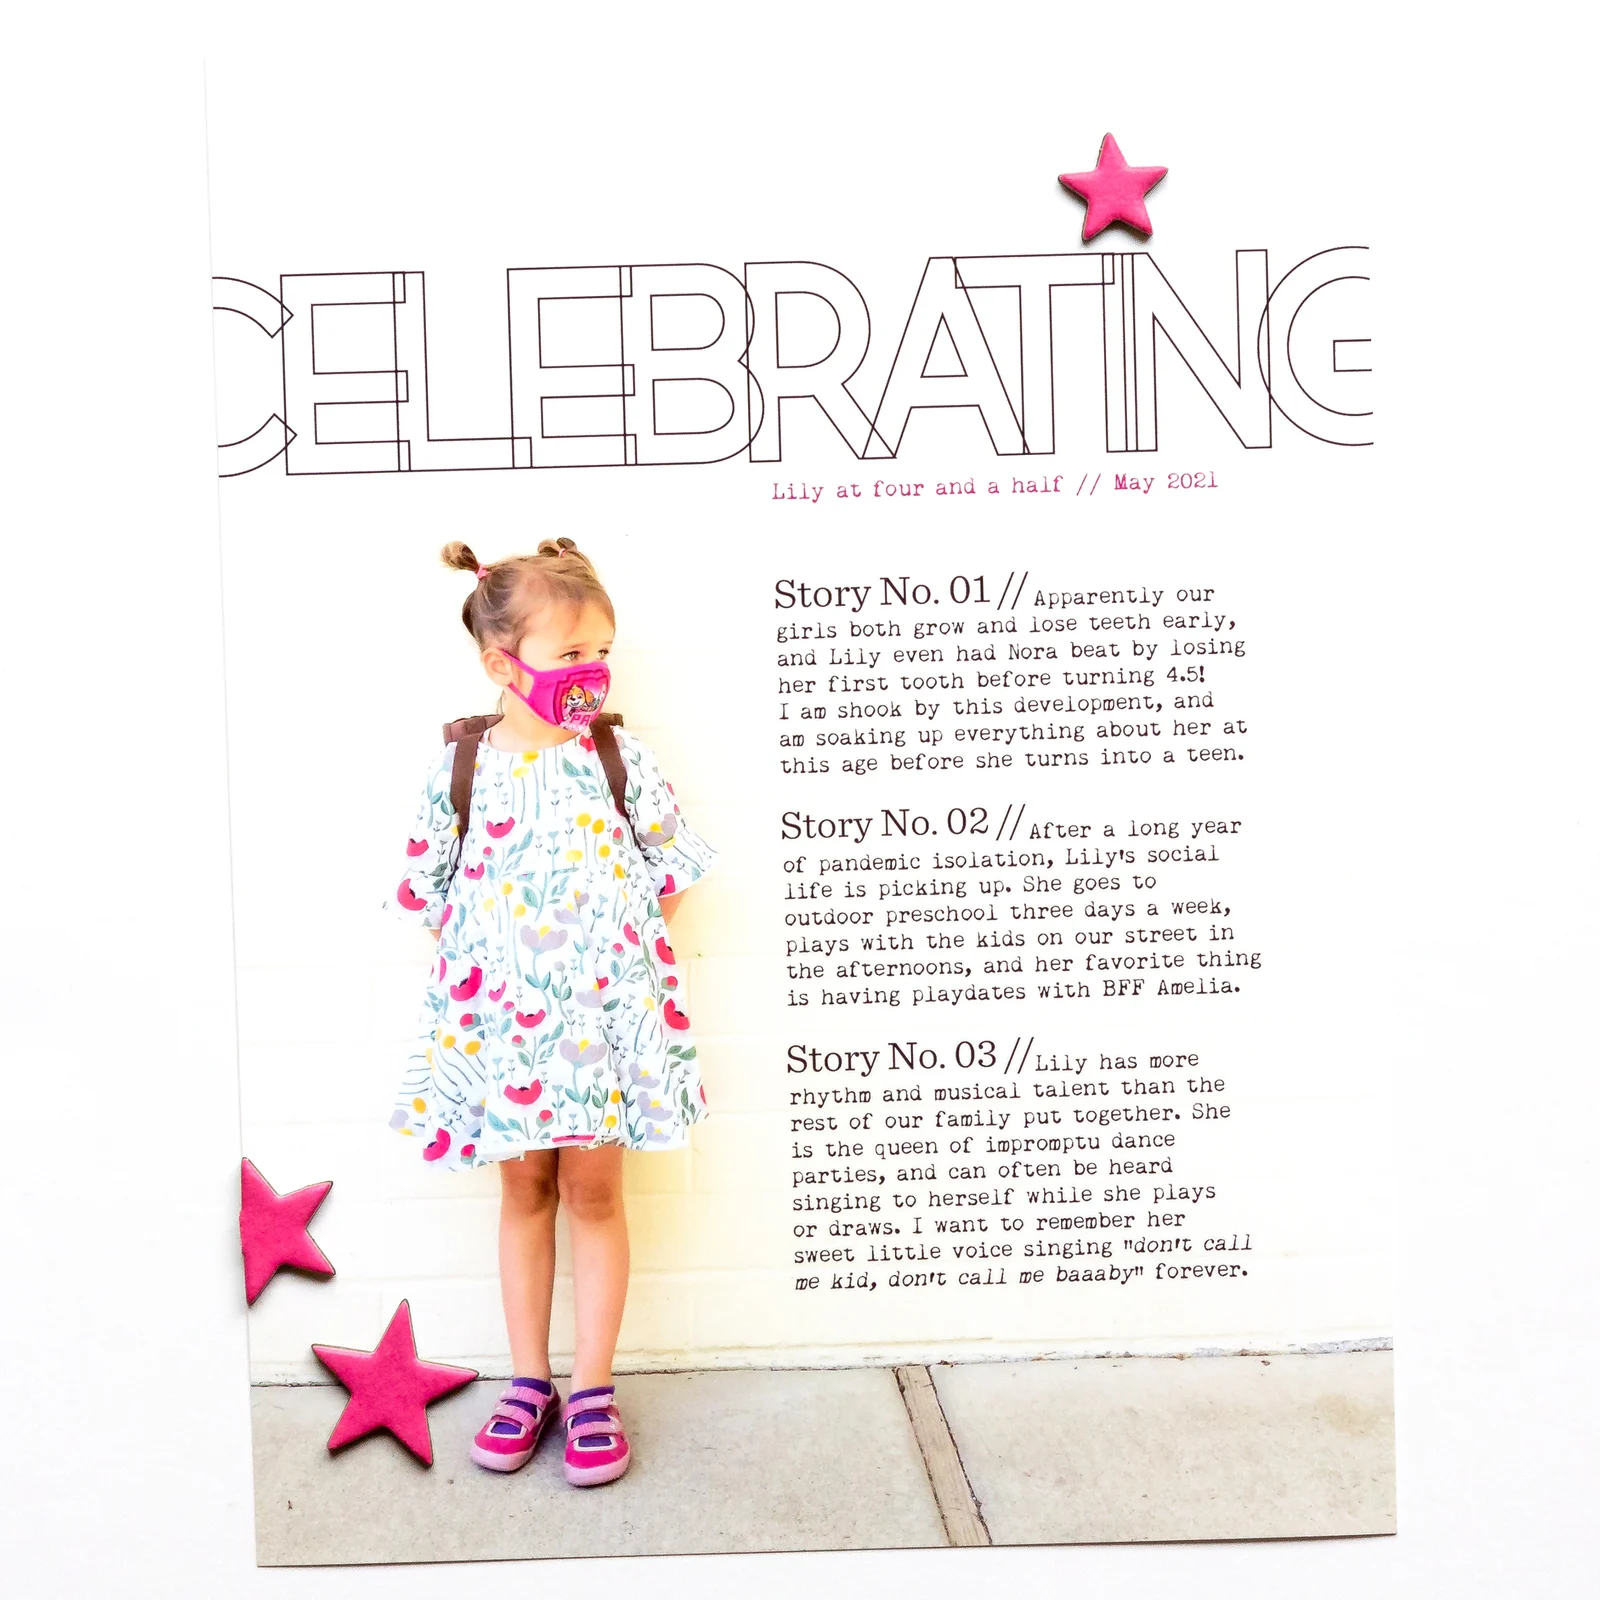 CELEBRATING
Lily at four and a half // May 2021
Story No. 01 // Apparently our
girls both grow and lose teeth early,
and Lily even had Nora beat by losing
her first tooth before turning 4.5!
I am shook by this development, and
am soaking up everything about her at
this age before she turns into a teen.
Story No. 02 // After a long year
of pandemic isolation, Lily's social
life is picking up. She goes to
outdoor preschool three days a week,
plays with the kids on our street in
the afternoons, and her favorite thing
is having playdates with BFF Amelia.
Story No. 03 // Lily has more
rhythm and musical talent than the
rest of our family put together. She
is the queen of impromptu dance
parties, and can often be heard
singing to herself while she plays
or draws. I want to remember her
sweet little voice singing "don't call
me kid, don't call me baaaby" forever.